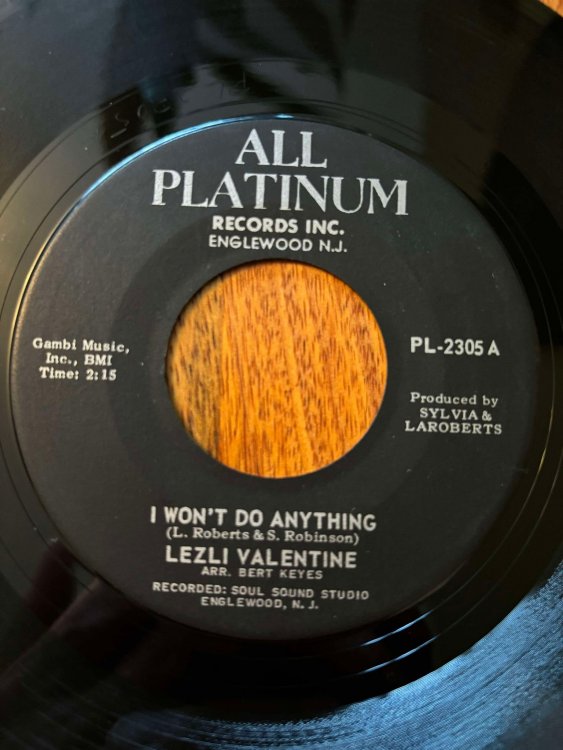 ALL
PLATINUM
RECORDS INC.
ENGLEWOOD N.J.
Gambi Music,
Inc., BMI
Time: 2:15
PL-2305 A
Produced by
SYLVIA &
LAROBERTS
I WON'T DO ANYTHING
(L. Roberts & S. Robinson)
LEZLI VALENTINE
ARR. BERT KEYES
RECORDED: SOUL SOUND STUDIO
ENGLEWOOD, N. J.